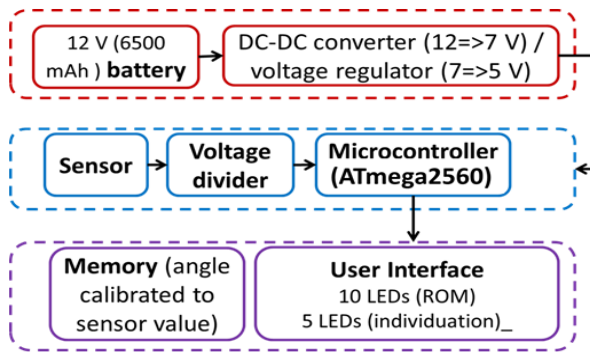 12 V (6500
mAh ) battery
DC-DC converter (12=>7 V) /
voltage regulator (7=>5 V)
Sensor
Voltage
divider
Microcontroller
(ATmega2560)
Memory (angle
calibrated to
sensor value)
User Interface
10 LEDs (ROM)
5 LEDs (individuation)_